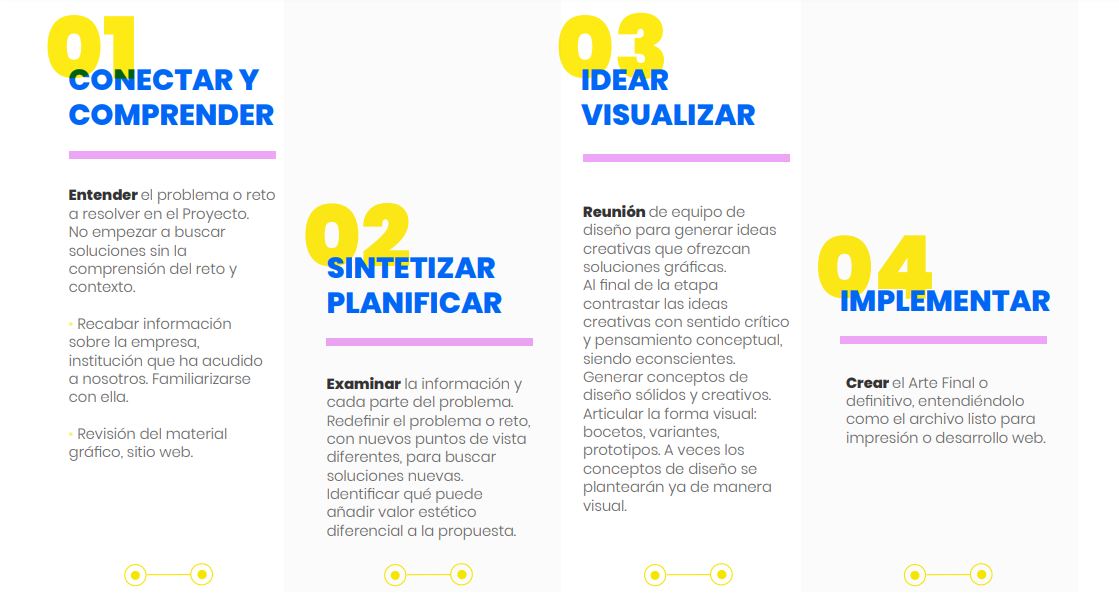 01
CONECTAR Y
COMPRENDER
Entender el problema o reto
a resolver en el Proyecto.
No empezar a buscar
soluciones sin la
comprensión del reto y
contexto.
• Recabar información
sobre la empresa,
institución que ha acudido
a nosotros. Familiarizarse
con ella.
• Revisión del material
gráfico, sitio web.
02
SINTETIZAR
PLANIFICAR
Examinar la información y
cada parte del problema.
Redefinir el problema o reto,
con nuevos puntos de vista
diferentes, para buscar
soluciones nuevas.
Identificar qué puede
añadir valor estético
diferencial a la propuesta.
03
IDEAR
VISUALIZAR
Reunión de equipo de
diseño para generar ideas
creativas que ofrezcan
soluciones gráficas.
Al final de la etapa
contrastar las ideas
creativas con sentido crítico
y pensamiento conceptual,
siendo econscientes.
Generar conceptos de
diseño sólidos y creativos.
Articular la forma visual:
bocetos, variantes,
prototipos. A veces los
conceptos de diseño se
plantearán ya de manera
visual.
04
IMPLEMENTAR
Crear el Arte Final o
definitivo, entendiéndolo
como el archivo listo para
impresión o desarrollo web.